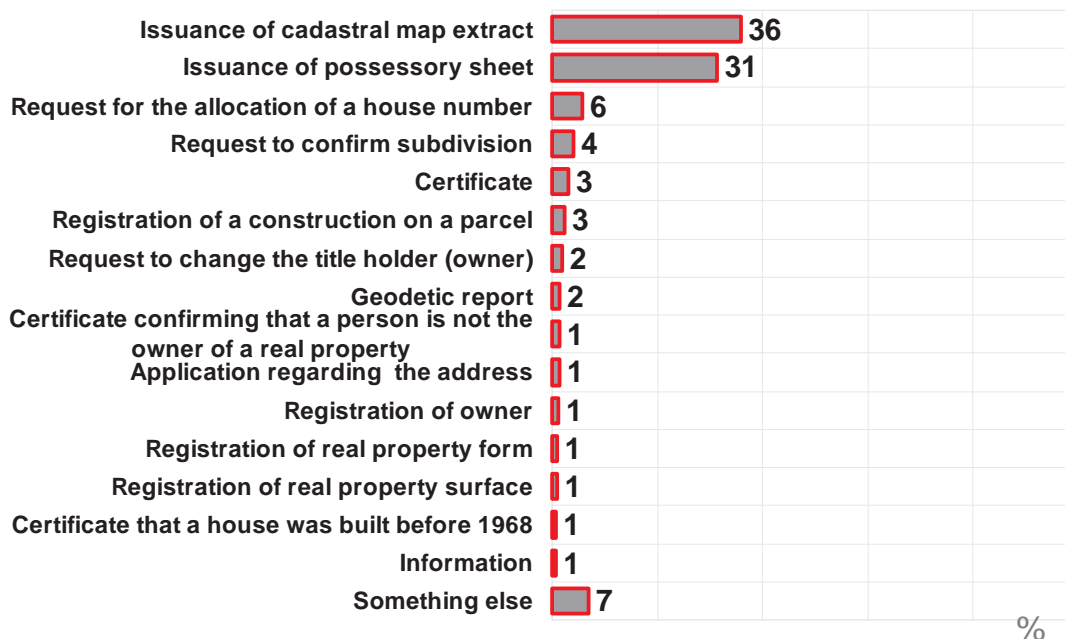 Issuance of cadastral map extract 36
Issuance of possessory sheet 31
Request for the allocation of a house number 6
Request to confirm subdivision 4
Certificate 3
Registration of a construction on a parcel 3
Request to change the title holder (owner) 2
Geodetic report 2
Certificate confirming that a person is not the
owner of a real property 1
Application regarding the address 1
Registration of owner 1
Registration of real property form 1
Registration of real property surface 1
Certificate that a house was built before 1968 1
Information 1
Something else 7
%